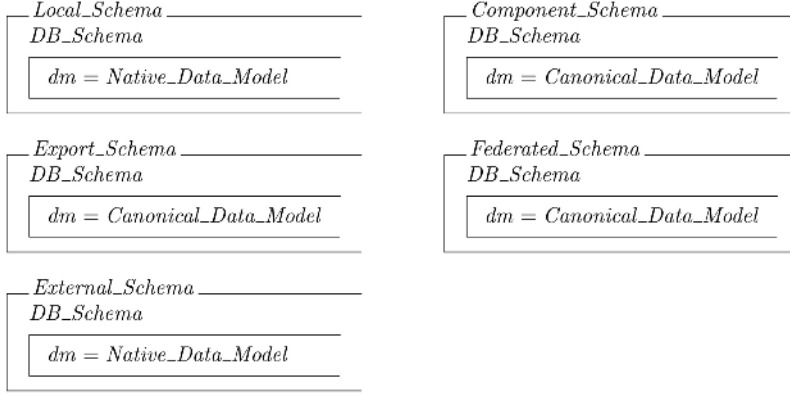 Local_Schema
DB_Schema
dm = Native_Data_Model
Component_Schema
DB_Schema
dm = Canonical_Data_Model
Export_Schema
DB_Schema
dm = Canonical_Data_Model
Federated_Schema
DB_Schema
dm = Canonical_Data_Model
External_Schema
DB_Schema
dm = Native_Data_Model